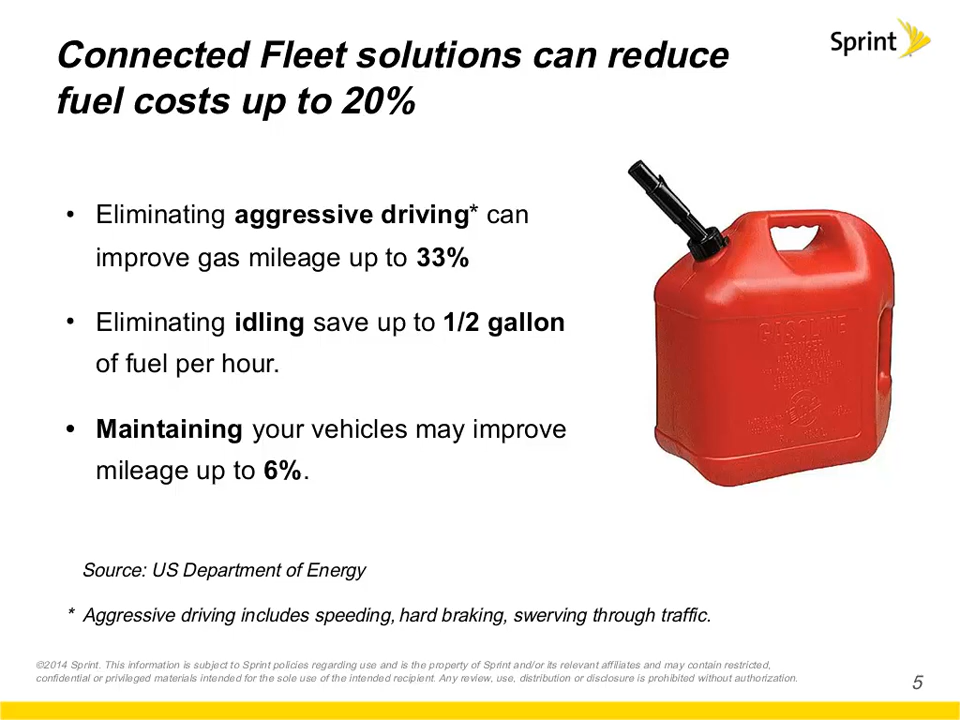 Connected Fleet solutions can reduce
fuel costs up to 20%
Sprint
• Eliminating aggressive driving* can
improve gas mileage up to 33%
• Eliminating idling save up to 1/2 gallon
of fuel per hour.
• Maintaining your vehicles may improve
mileage up to 6%.
GASOLINE
Source: US Department of Energy
* Aggressive driving includes speeding, hard braking, swerving through traffic.
©2014 Sprint. This information is subject to Sprint policies regarding use and is the property of Sprint and/or its relevant affiliates and may contain restricted,
confidential or privileged materials intended for the sole use of the intended recipient. Any review, use, distribution or disclosure is prohibited without authorization.
5